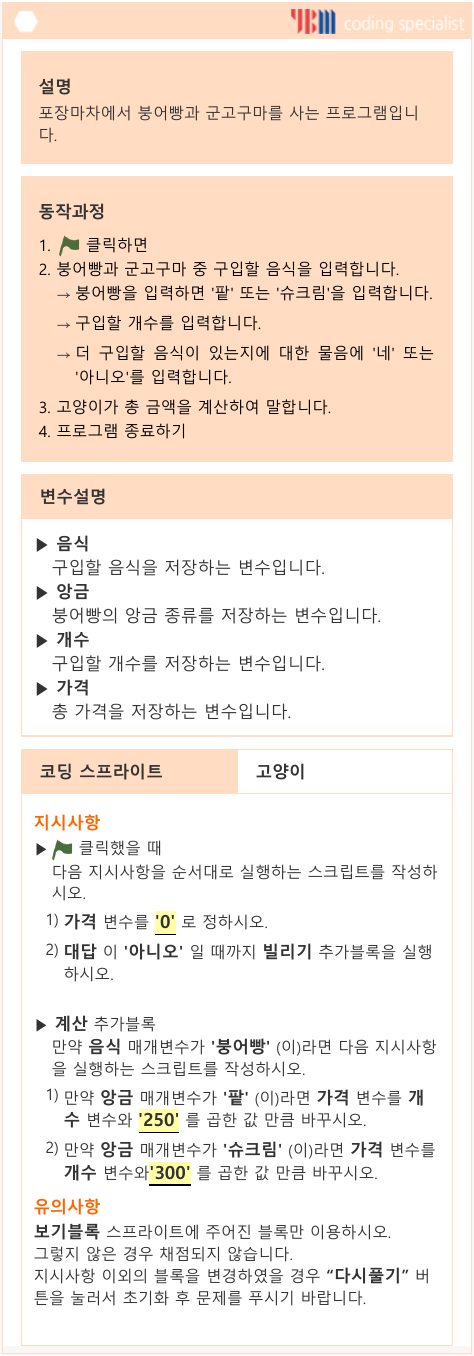 YBM coding specialist
설명
포장마차에서 붕어빵과 군고구마를 사는 프로그램입니
다.
동작과정
1. 클릭하면
2. 붕어빵과 군고구마 중 구입할 음식을 입력합니다.
→ 붕어빵을 입력하면 '팥' 또는 '슈크림'을 입력합니다.
→ 구입할 개수를 입력합니다.
→ 더 구입할 음식이 있는지에 대한 물음에 '네' 또는
'아니오'를 입력합니다.
3. 고양이가 총 금액을 계산하여 말합니다.
4. 프로그램 종료하기
변수설명
▶ 음식
구입할 음식을 저장하는 변수입니다.
▶ 앙금
붕어빵의 앙금 종류를 저장하는 변수입니다.
▶ 개수
구입할 개수를 저장하는 변수입니다.
▶ 가격
총 가격을 저장하는 변수입니다.
코딩 스프라이트 고양이
지시사항
▶ 클릭했을 때
다음 지시사항을 순서대로 실행하는 스크립트를 작성하
시오.
1) 가격 변수를 '0' 로 정하시오.
2) 대답 이 '아니오' 일 때까지 빌리기 추가블록을 실행
하시오.
▶ 계산 추가블록
만약 음식 매개변수가 '붕어빵' (이)라면 다음 지시사항
을 실행하는 스크립트를 작성하시오.
1) 만약 앙금 매개변수가 '팥' (이)라면 가격 변수를 개
수 변수와 '250' 를 곱한 값 만큼 바꾸시오.
2) 만약 앙금 매개변수가 '슈크림' (이)라면 가격 변수를
개수 변수와'300' 를 곱한 값 만큼 바꾸시오.
유의사항
보기블록 스프라이트에 주어진 블록만 이용하시오.
그렇지 않은 경우 채점되지 않습니다.
지시사항 이외의 블록을 변경하였을 경우 “다시풀기” 버
튼을 눌러서 초기화 후 문제를 푸시기 바랍니다.